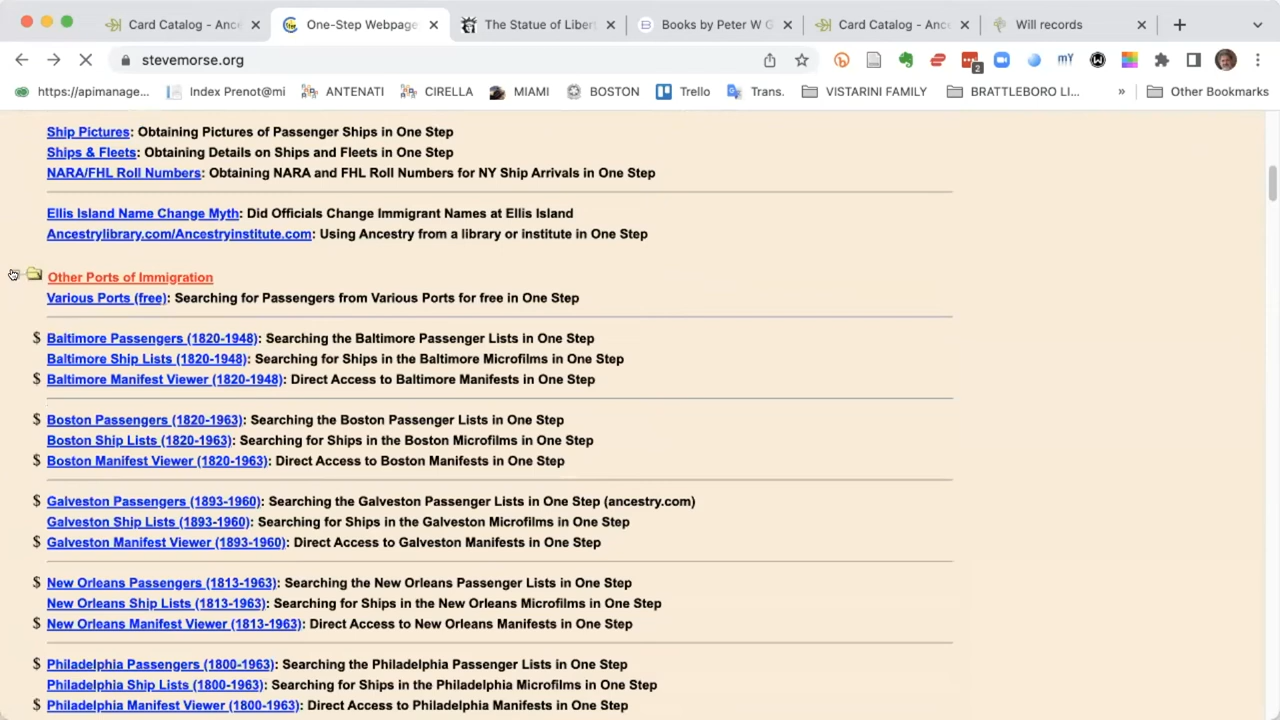 Card Catalog - Ance
One-Step Webpage
The Statue of Libert
Books by Peter W G
Card Catalog - Ance
Will records
stevemorse.org
2
mY
https://apimanage...
Index Prenot@mi
ANTENATI
CIRELLA
MIAMI
BOSTON
Trello
Trans.
VISTARINI FAMILY
BRATTLEBORO LI...
»
Other Bookmarks
Ship Pictures: Obtaining Pictures of Passenger Ships in One Step
Ships & Fleets: Obtaining Details on Ships and Fleets in One Step
NARA/FHL Roll Numbers: Obtaining NARA and FHL Roll Numbers for NY Ship Arrivals in One Step
Ellis Island Name Change Myth: Did Officials Change Immigrant Names at Ellis Island
Ancestrylibrary.com/Ancestryinstitute.com: Using Ancestry from a library or institute in One Step
Other Ports of Immigration
Various Ports (free): Searching for Passengers from Various Ports for free in One Step
$ Baltimore Passengers (1820-1948): Searching the Baltimore Passenger Lists in One Step
Baltimore Ship Lists (1820-1948): Searching for Ships in the Baltimore Microfilms in One Step
$ Baltimore Manifest Viewer (1820-1948): Direct Access to Baltimore Manifests in One Step
$ Boston Passengers (1820-1963): Searching the Boston Passenger Lists in One Step
Boston Ship Lists (1820-1963): Searching for Ships in the Boston Microfilms in One Step
$ Boston Manifest Viewer (1820-1963): Direct Access to Boston Manifests in One Step
$ Galveston Passengers (1893-1960): Searching the Galveston Passenger Lists in One Step (ancestry.com)
Galveston Ship Lists (1893-1960): Searching for Ships in the Galveston Microfilms in One Step
$ Galveston Manifest Viewer (1893-1960): Direct Access to Galveston Manifests in One Step
$ New Orleans Passengers (1813-1963): Searching the New Orleans Passenger Lists in One Step
New Orleans Ship Lists (1813-1963): Searching for Ships in the New Orleans Microfilms in One Step
$ New Orleans Manifest Viewer (1813-1963): Direct Access to New Orleans Manifests in One Step
$ Philadelphia Passengers (1800-1963): Searching the Philadelphia Passenger Lists in One Step
Philadelphia Ship Lists (1800-1963): Searching for Ships in the Philadelphia Microfilms in One Step
$ Philadelphia Manifest Viewer (1800-1963): Direct Access to Philadelphia Manifests in One Step